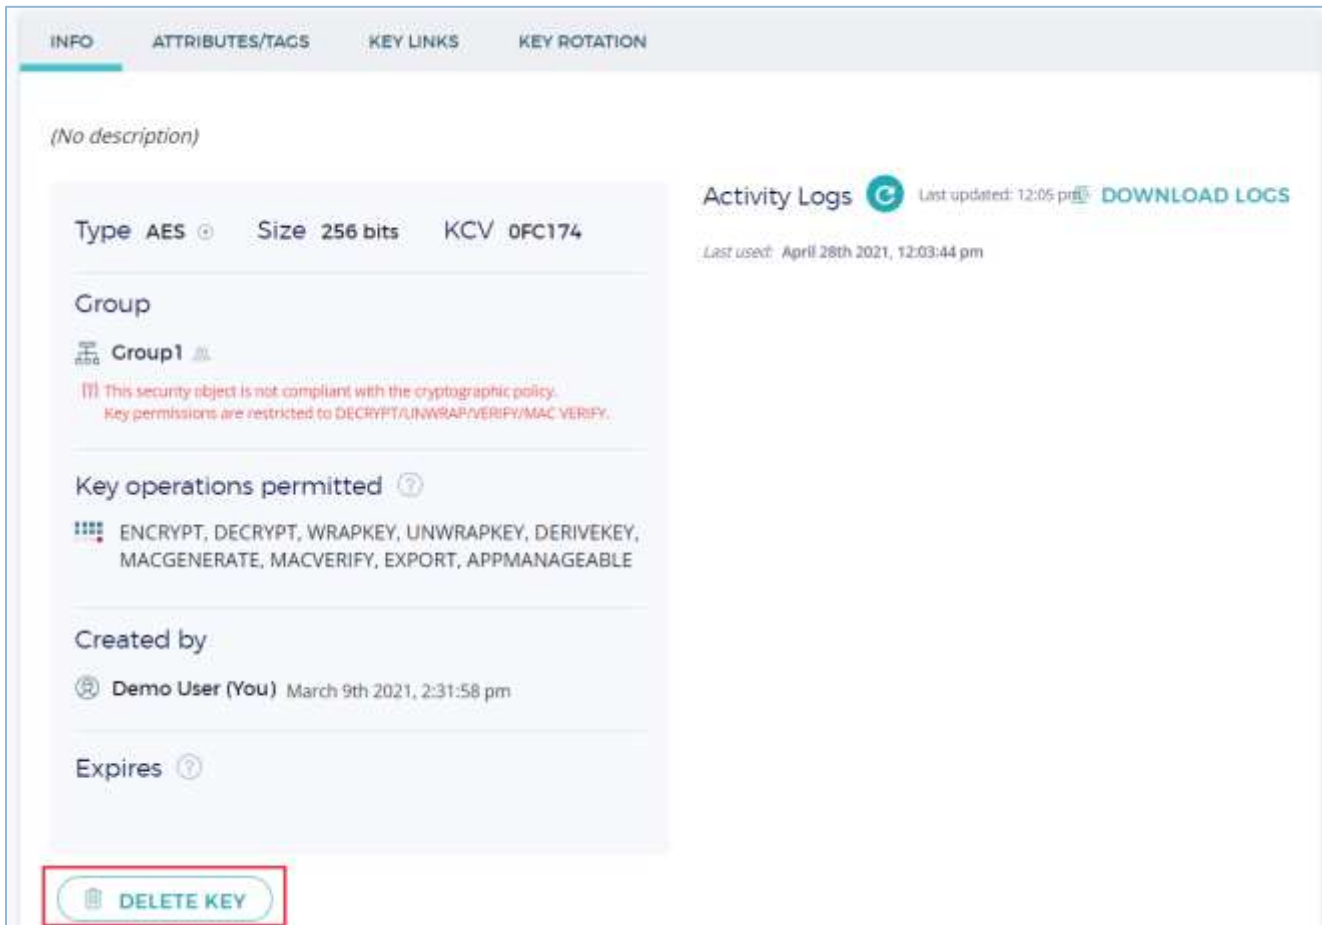 INFO ATTRIBUTES/TAGS KEY LINKS KEY ROTATION
(No description)
Type AES Size 256 bits KCV 0FC174
Group
Group1
[!] This security object is not compliant with the cryptographic policy.
Key permissions are restricted to DECRYPT/UNWRAP/VERIFY/MAC VERIFY.
Key operations permitted ?
ENCRYPT, DECRYPT, WRAPKEY, UNWRAPKEY, DERIVEKEY,
MACGENERATE, MACVERIFY, EXPORT, APPMANAGEABLE
Created by
Demo User (You) March 9th 2021, 2:31:58 pm
Expires ?
DELETE KEY
Activity Logs Last updated: 12:05 pm DOWNLOAD LOGS
Last used: April 28th 2021, 12:03:44 pm